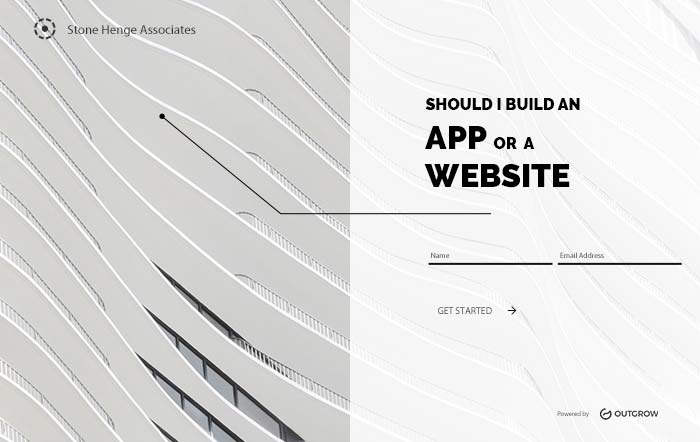 Stone Henge Associates
SHOULD I BUILD AN
APP OR A
WEBSITE
Name Email Address
GET STARTED
Powered by OUTGROW